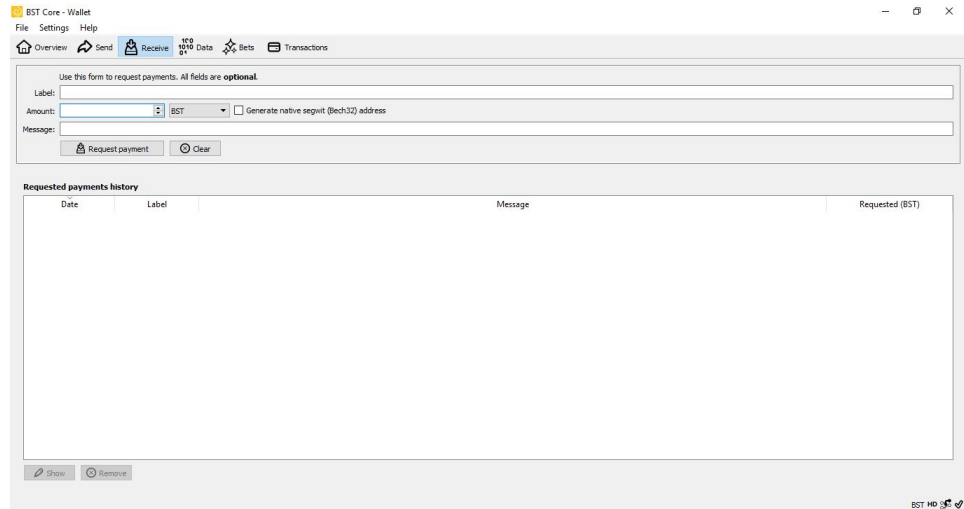 BST Core - Wallet
File Settings Help
Overview Send Receive Data Bets Transactions
Use this form to request payments. All fields are optional.
Label:
Amount: BST Generate native segwit (Bech32) address
Message:
Request payment Clear
Requested payments history
Date Label Message Requested (BST)
Show Remove
BST HD